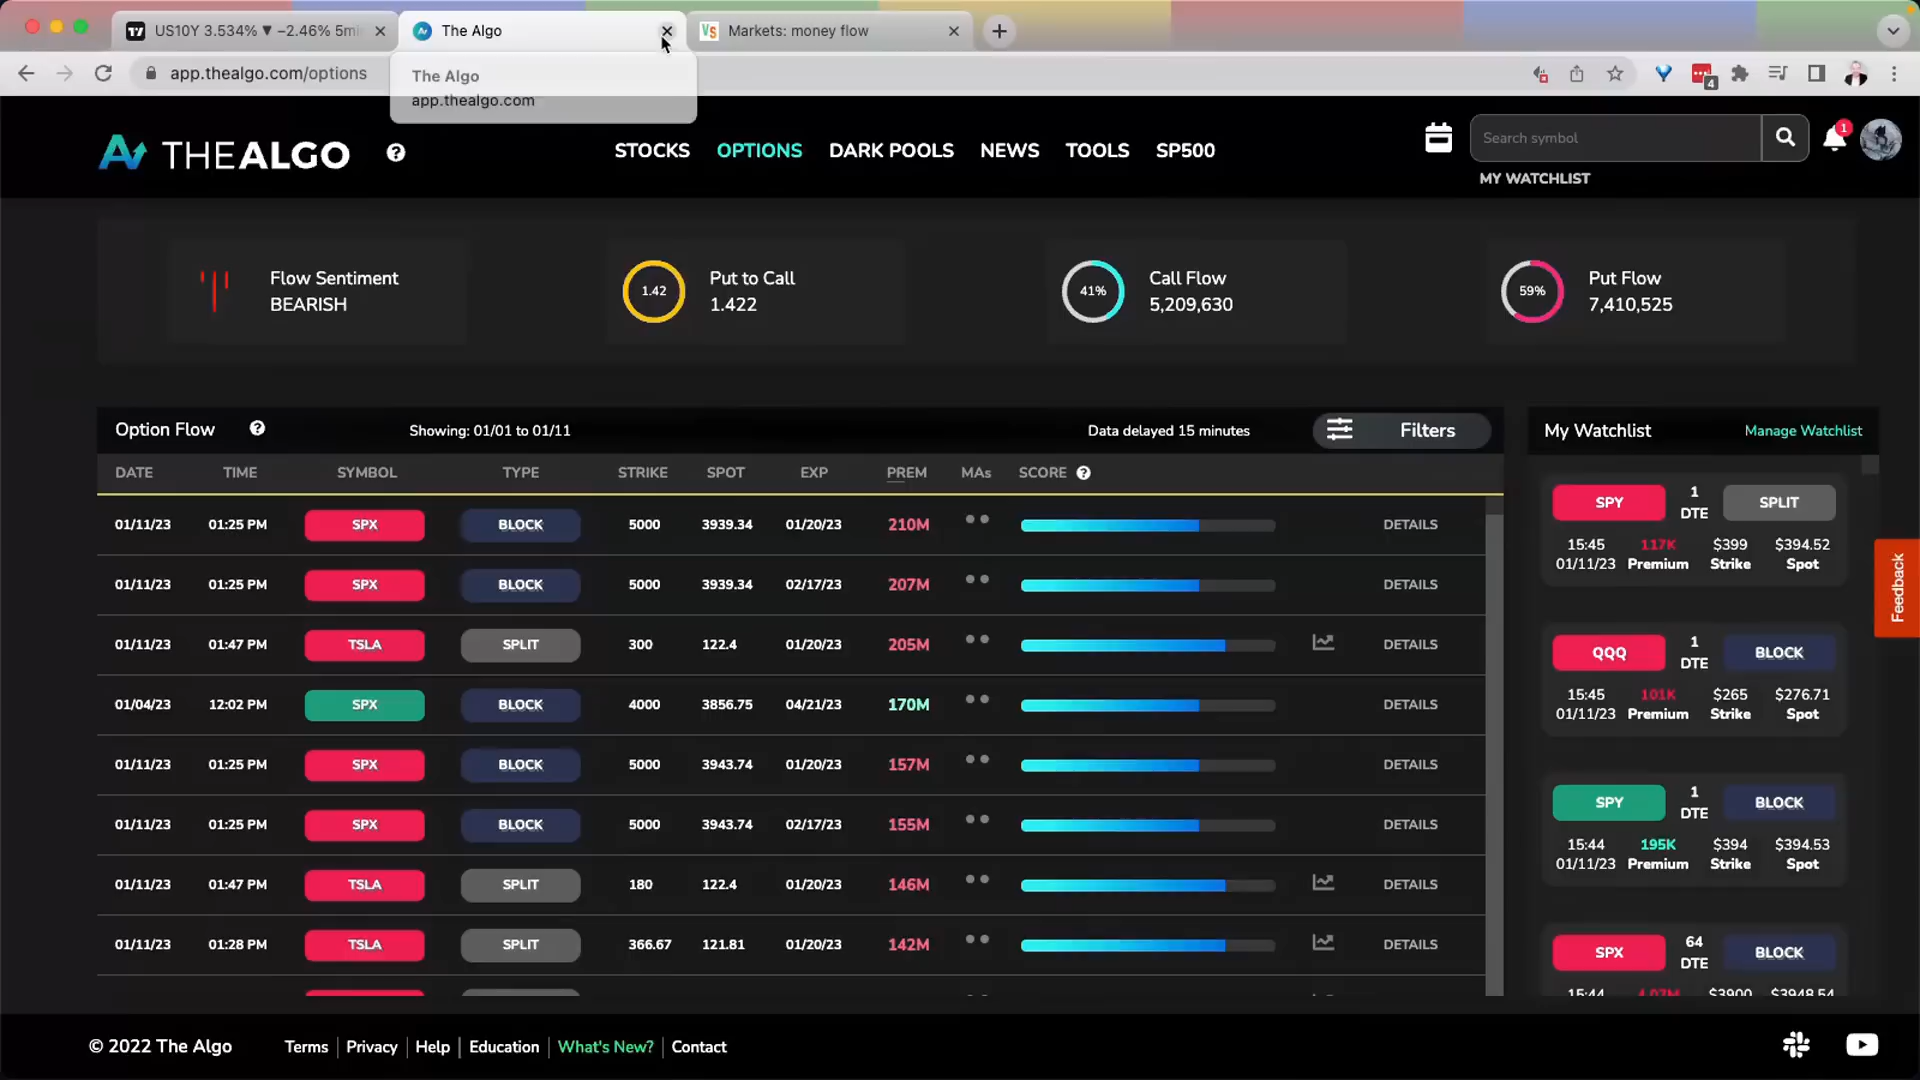 US10Y 3.534% ▼ −2.46% 5mi
The Algo
Markets: money flow
app.thealgo.com/options
4
The Algo
app.thealgo.com
THEALGO
STOCKS OPTIONS DARK POOLS NEWS TOOLS SP500
Search symbol
1
MY WATCHLIST
Flow Sentiment
BEARISH
1.42
Put to Call
1.422
41%
Call Flow
5,209,630
59%
Put Flow
7,410,525
Option Flow Showing: 01/01 to 01/11 Data delayed 15 minutes Filters
DATE TIME SYMBOL TYPE STRIKE SPOT EXP PREM MAs SCORE
01/11/23 01:25 PM SPX BLOCK 5000 3939.34 01/20/23 210M DETAILS
01/11/23 01:25 PM SPX BLOCK 5000 3939.34 02/17/23 207M DETAILS
01/11/23 01:47 PM TSLA SPLIT 300 122.4 01/20/23 205M DETAILS
01/04/23 12:02 PM SPX BLOCK 4000 3856.75 04/21/23 170M DETAILS
01/11/23 01:25 PM SPX BLOCK 5000 3943.74 01/20/23 157M DETAILS
01/11/23 01:25 PM SPX BLOCK 5000 3943.74 02/17/23 155M DETAILS
01/11/23 01:47 PM TSLA SPLIT 180 122.4 01/20/23 146M DETAILS
01/11/23 01:28 PM TSLA SPLIT 366.67 121.81 01/20/23 142M DETAILS
My Watchlist Manage Watchlist
SPY 1 DTE SPLIT
15:45 117K $399 $394.52
01/11/23 Premium Strike Spot
QQQ 1 DTE BLOCK
15:45 101K $265 $276.71
01/11/23 Premium Strike Spot
SPY 1 DTE BLOCK
15:44 195K $394 $394.53
01/11/23 Premium Strike Spot
SPX 64 DTE BLOCK
15:44 4.07M $3900 $3948.54
Feedback
© 2022 The Algo Terms Privacy Help Education What's New? Contact